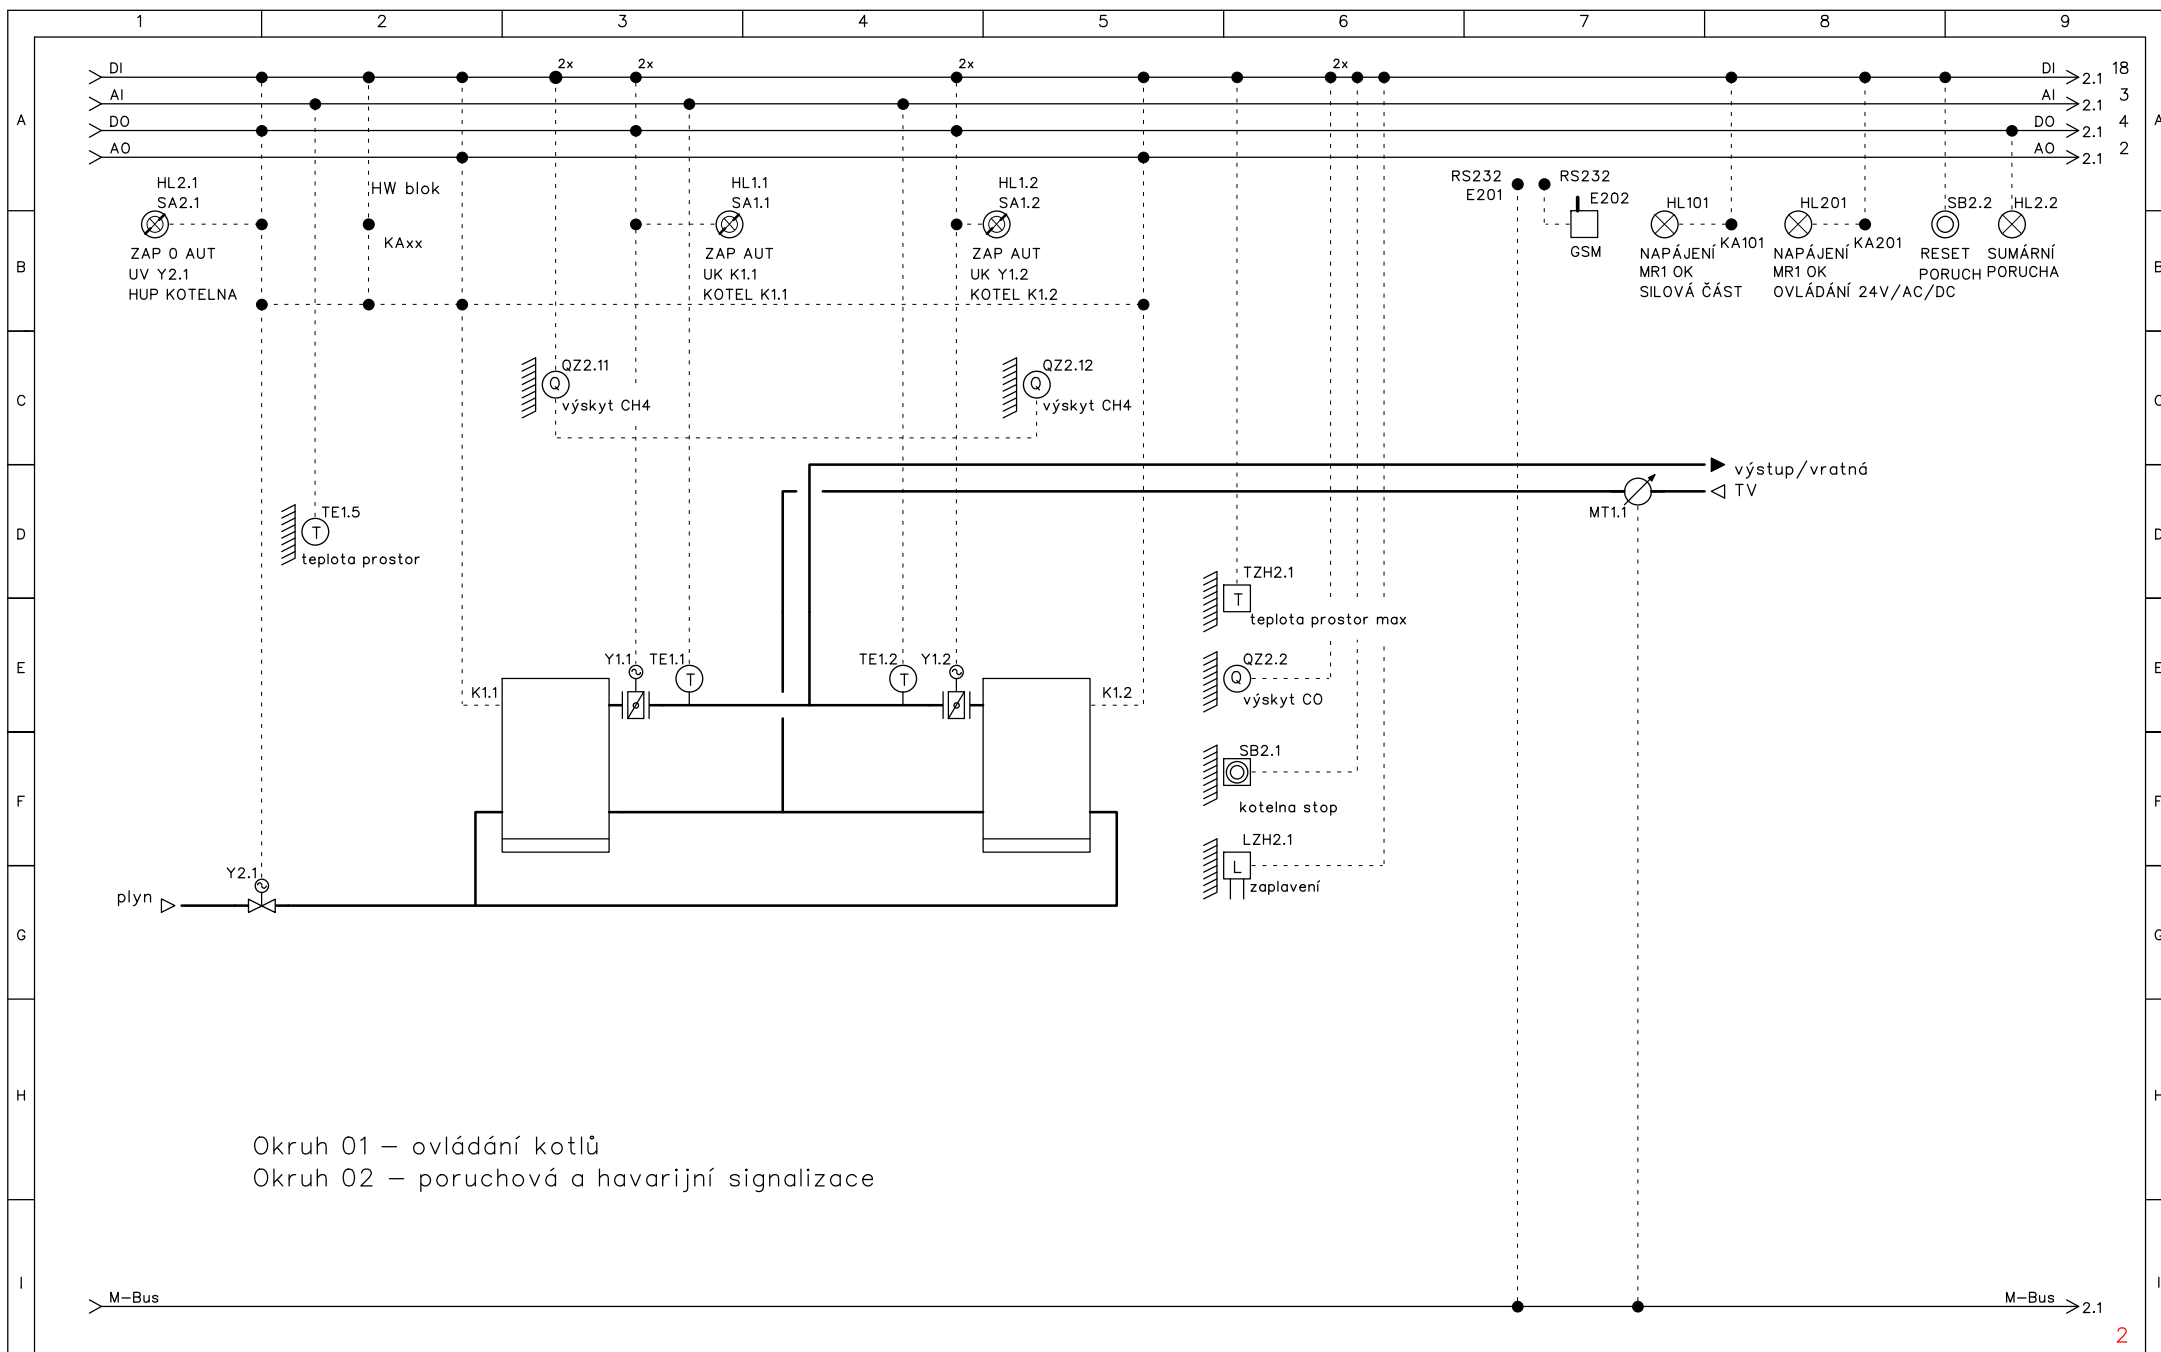 1 2 3 4 5 6 7 8 9
2x 2x 2x 2x
DI DI 2.1 18
AI AI 2.1 3
A DO DO 2.1 4 A
AO AO 2.1 2
HL2.1
SA2.1
ZAP 0 AUT
UV Y2.1
HUP KOTELNA
HW blok
KAxx
HL1.1
SA1.1
ZAP AUT
UK K1.1
KOTEL K1.1
HL1.2
SA1.2
ZAP AUT
UK Y1.2
KOTEL K1.2
RS232
E201
RS232
E202
GSM
HL101
KA101
NAPÁJENÍ
MR1 OK
SILOVÁ ČÁST
HL201
KA201
NAPÁJENÍ
MR1 OK
OVLÁDÁNÍ 24V/AC/DC
SB2.2
RESET
PORUCH
HL2.2
SUMÁRNÍ
PORUCHA
B B
QZ2.11
Q
výskyt CH4
QZ2.12
Q
výskyt CH4
C C
výstup/vratná
TV
MT1.1
TE1.5
T
teplota prostor
D D
TZH2.1
T
teplota prostor max
E E
K1.1
Y1.1
TE1.1
T
TE1.2
T
Y1.2
K1.2
QZ2.2
Q
výskyt CO
SB2.1
kotelna stop
F F
LZH2.1
L
zaplavení
Y2.1
plyn
G G
H H
Okruh 01 – ovládání kotlů
Okruh 02 – poruchová a havarijní signalizace
I I
M–Bus M–Bus 2.1
2